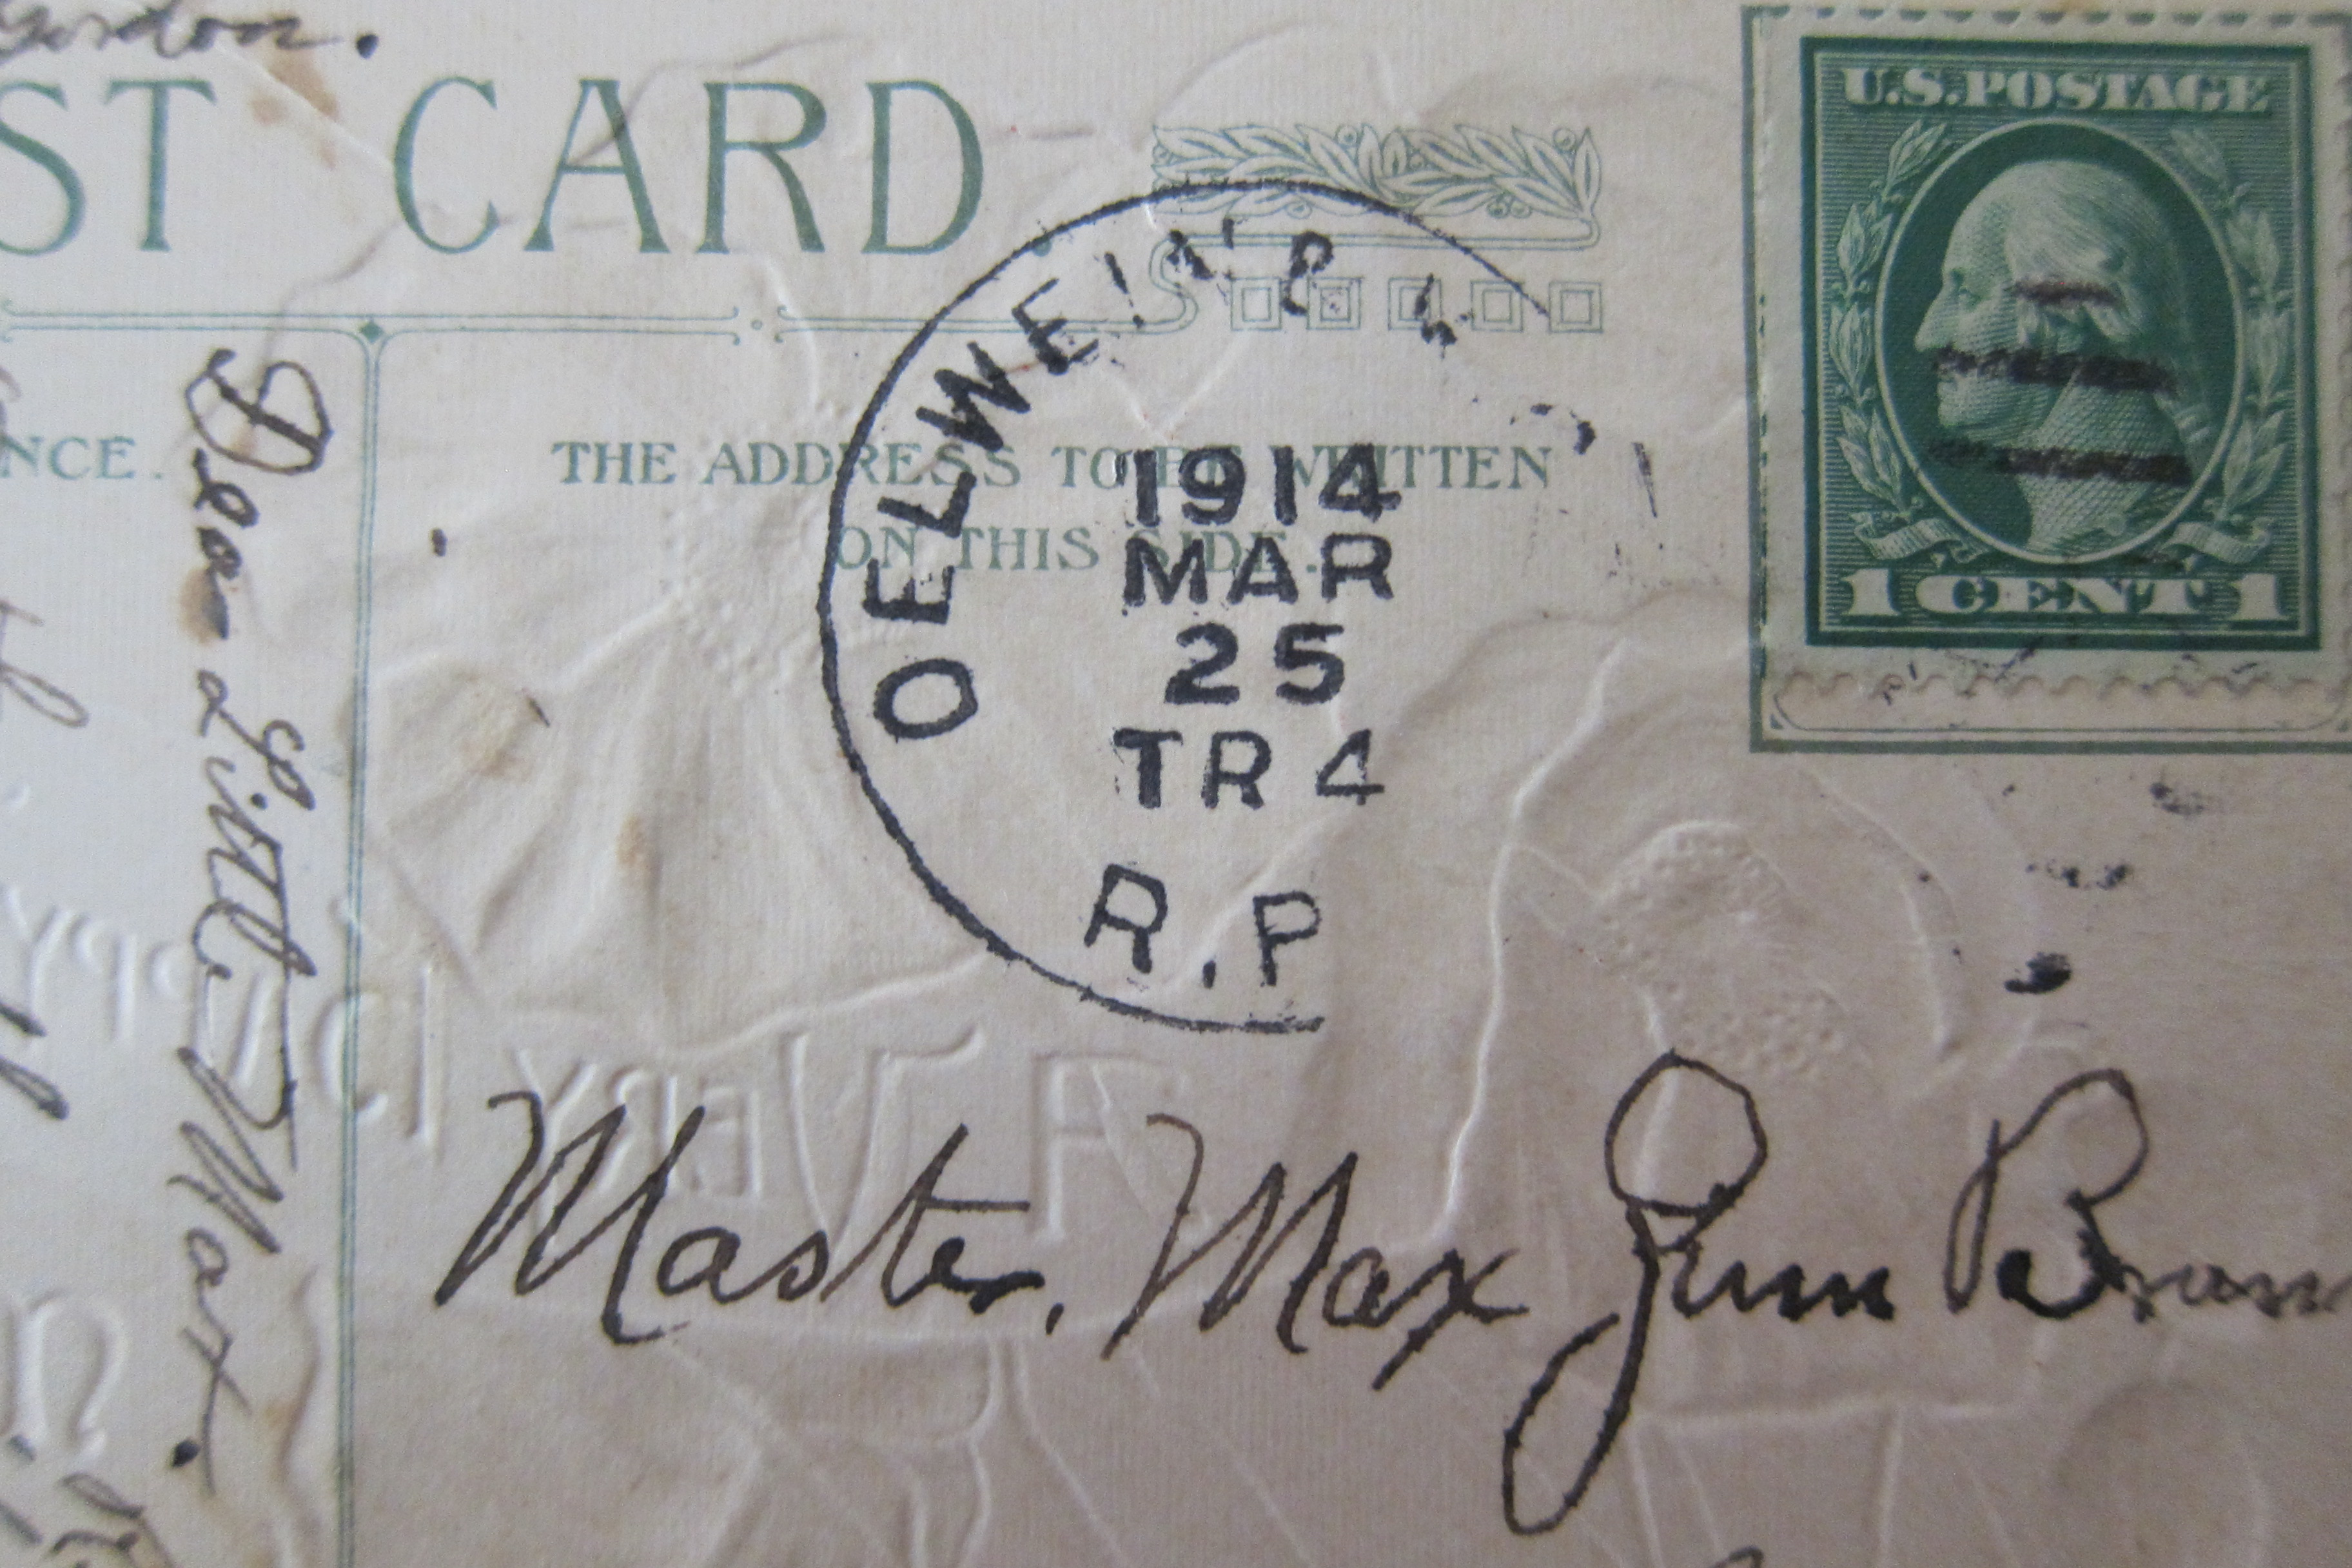 ST CARD.
U.S. POSTAGE
1 CENT 1
NCE.
THE ADDRESS TO BE WRITTEN
ON THIS SIDE.
OELWEIN
1914
MAR
25
TR 4
R.P
Dear Little Max.
Master. Max